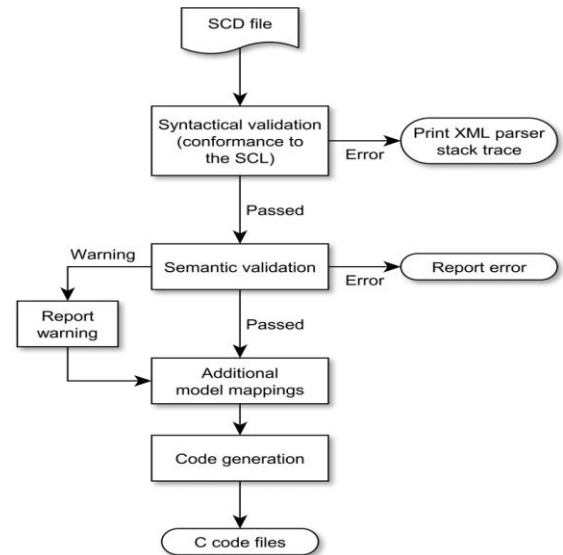 SCD file
Syntactical validation
(conformance to
the SCL)
Error
Print XML parser
stack trace
Passed
Warning
Semantic validation
Error
Report error
Report
warning
Passed
Additional
model mappings
Code generation
C code files